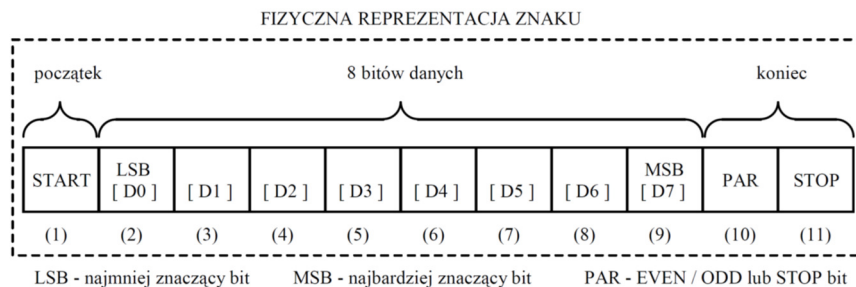 FIZYCZNA REPREZENTACJA ZNAKU
początek 8 bitów danych koniec
START LSB [ D0 ] [ D1 ] [ D2 ] [ D3 ] [ D4 ] [ D5 ] [ D6 ] MSB [ D7 ] PAR STOP
(1) (2) (3) (4) (5) (6) (7) (8) (9) (10) (11)
LSB - najmniej znaczący bit MSB - najbardziej znaczący bit PAR - EVEN / ODD lub STOP bit